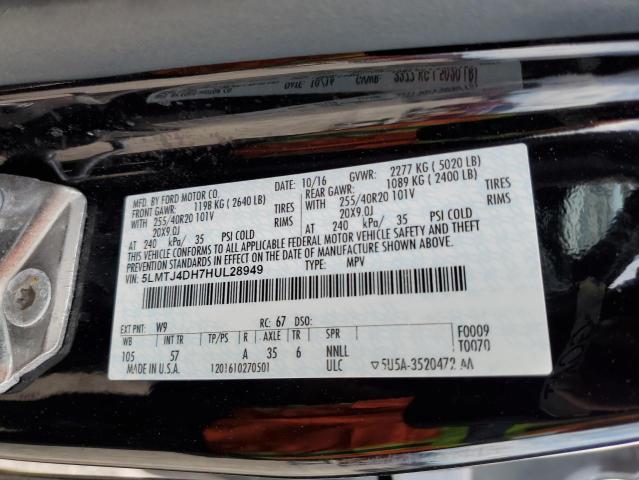 MFD. BY FORD MOTOR CO.
DATE: 10/16 GVWR: 2277 KG ( 5020 LB)
FRONT GAWR: 1198 KG ( 2640 LB) REAR GAWR: 1089 KG ( 2400 LB)
WITH 255/40R20 101V TIRES WITH 255/40R20 101V TIRES
20X9.0J RIMS 20X9.0J RIMS
AT 240 kPa/ 35 PSI COLD AT 240 kPa/ 35 PSI COLD
THIS VEHICLE CONFORMS TO ALL APPLICABLE FEDERAL MOTOR VEHICLE SAFETY AND
THEFT PREVENTION STANDARDS IN EFFECT ON THE DATE OF MANUFACTURE SHOWN ABOVE.
VIN: 5LMTJ4DH7HUL28949 TYPE: MPV
EXT PNT: W9 RC: 67 DSO: F0009
WB INT TR TP/PS R AXLE TR SPR T0070
105 57 A 35 6 NNLL
MADE IN U.S.A. 1201610270501 ULC ▽5U5A-3520472 AA